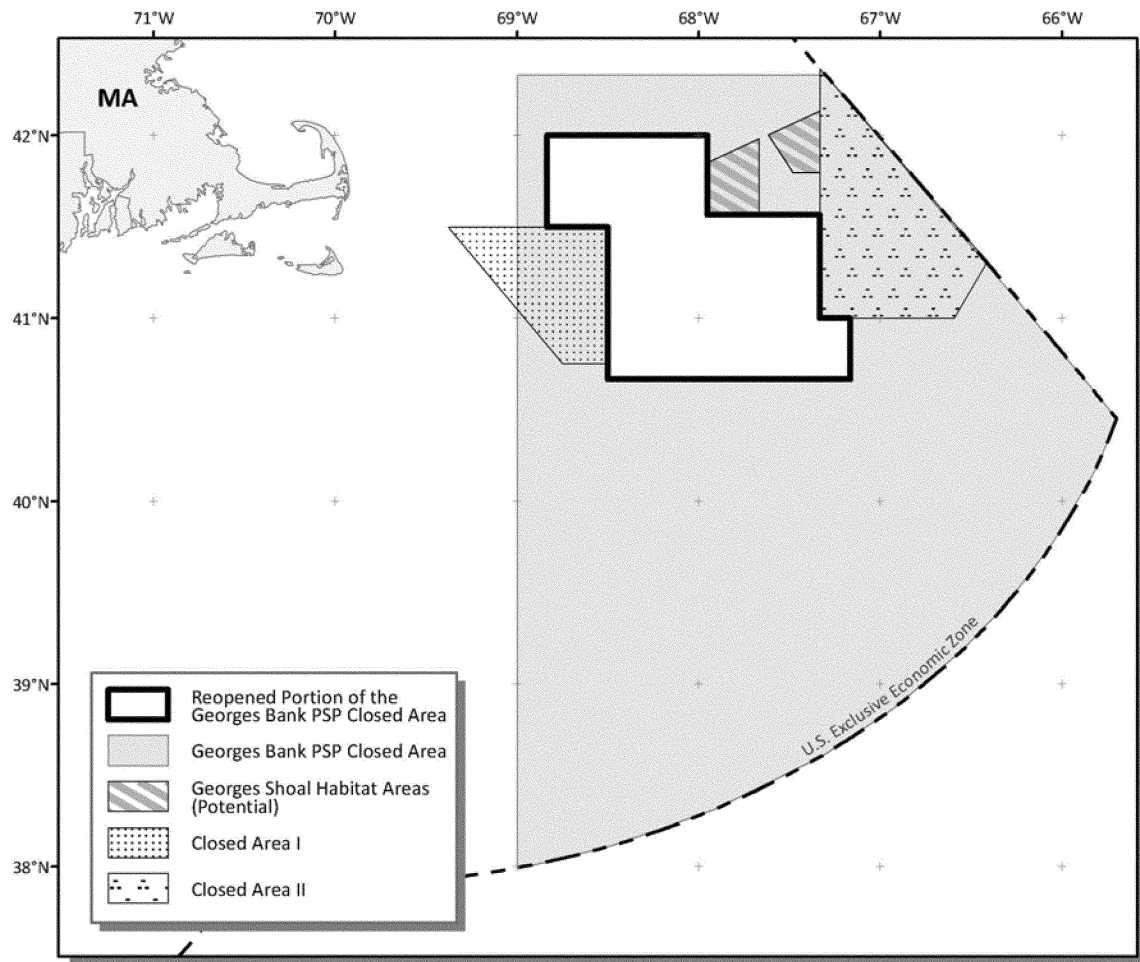 71°W 70°W 69°W 68°W 67°W 66°W
MA
42°N
41°N
40°N
39°N
38°N
U.S. Exclusive Economic Zone
Reopened Portion of the
Georges Bank PSP Closed Area
Georges Bank PSP Closed Area
Georges Shoal Habitat Areas
(Potential)
Closed Area I
Closed Area II